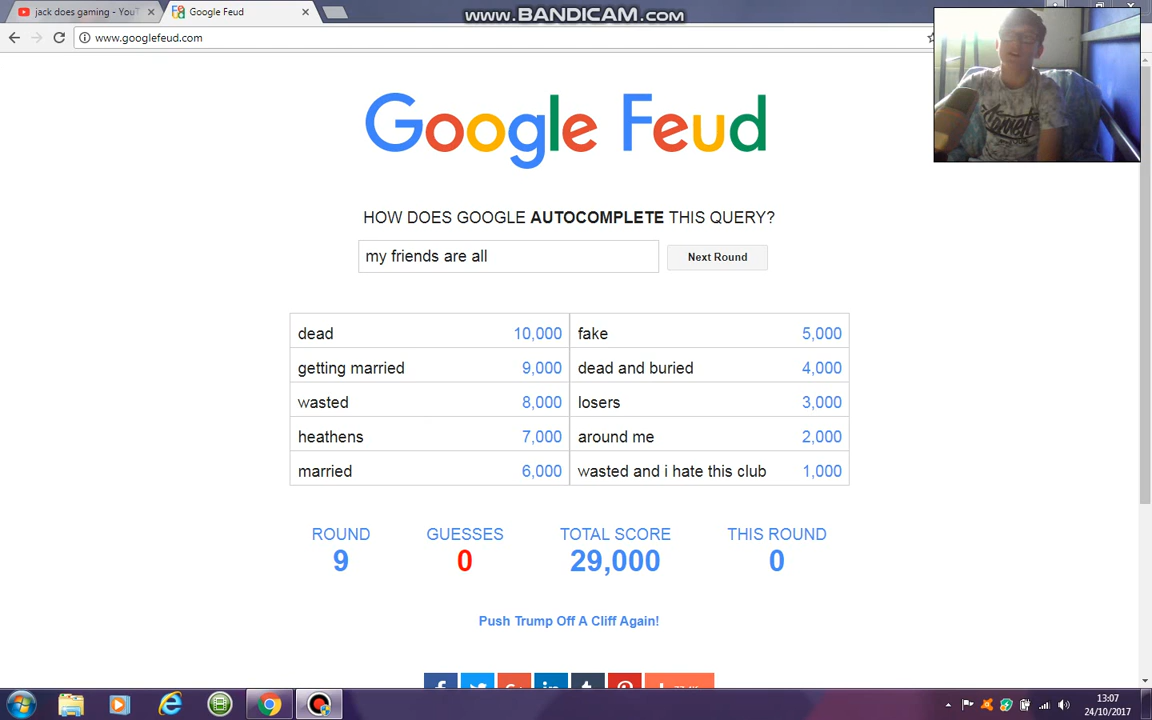 www.BANDICAM.com
jack does gaming - YouT
Google Feud
www.googlefeud.com
Google Feud
HOW DOES GOOGLE AUTOCOMPLETE THIS QUERY?
my friends are all
Next Round
dead 10,000 fake 5,000
getting married 9,000 dead and buried 4,000
wasted 8,000 losers 3,000
heathens 7,000 around me 2,000
married 6,000 wasted and i hate this club 1,000
ROUND GUESSES TOTAL SCORE THIS ROUND
9 0 29,000 0
Push Trump Off A Cliff Again!
13:07
24/10/2017